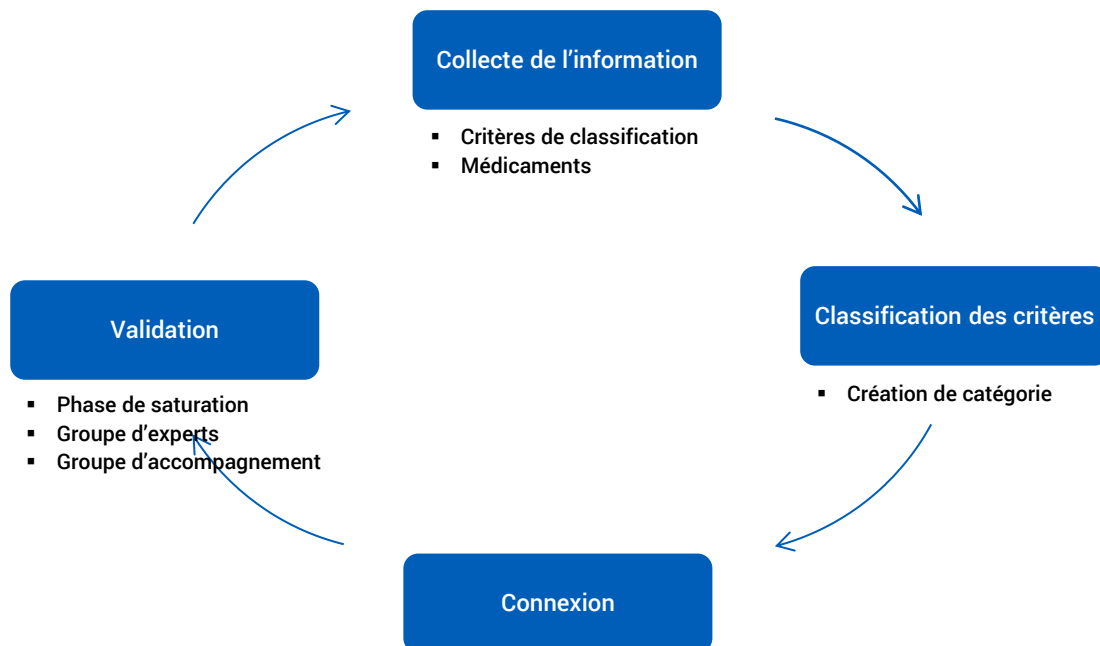 Collecte de l’information
▪ Critères de classification
▪ Médicaments
Classification des critères
▪ Création de catégorie
Connexion
Validation
▪ Phase de saturation
▪ Groupe d’experts
▪ Groupe d’accompagnement